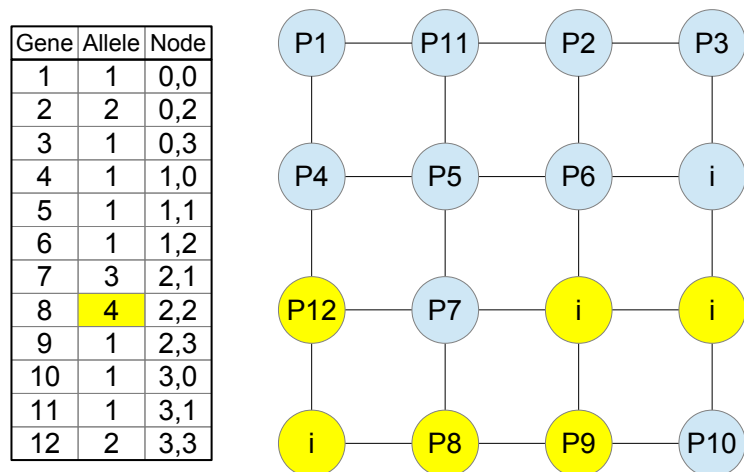 Gene Allele Node
1 1 0,0
2 2 0,2
3 1 0,3
4 1 1,0
5 1 1,1
6 1 1,2
7 3 2,1
8 4 2,2
9 1 2,3
10 1 3,0
11 1 3,1
12 2 3,3
P1 P11 P2 P3
P4 P5 P6 i
P12 P7 i i
i P8 P9 P10